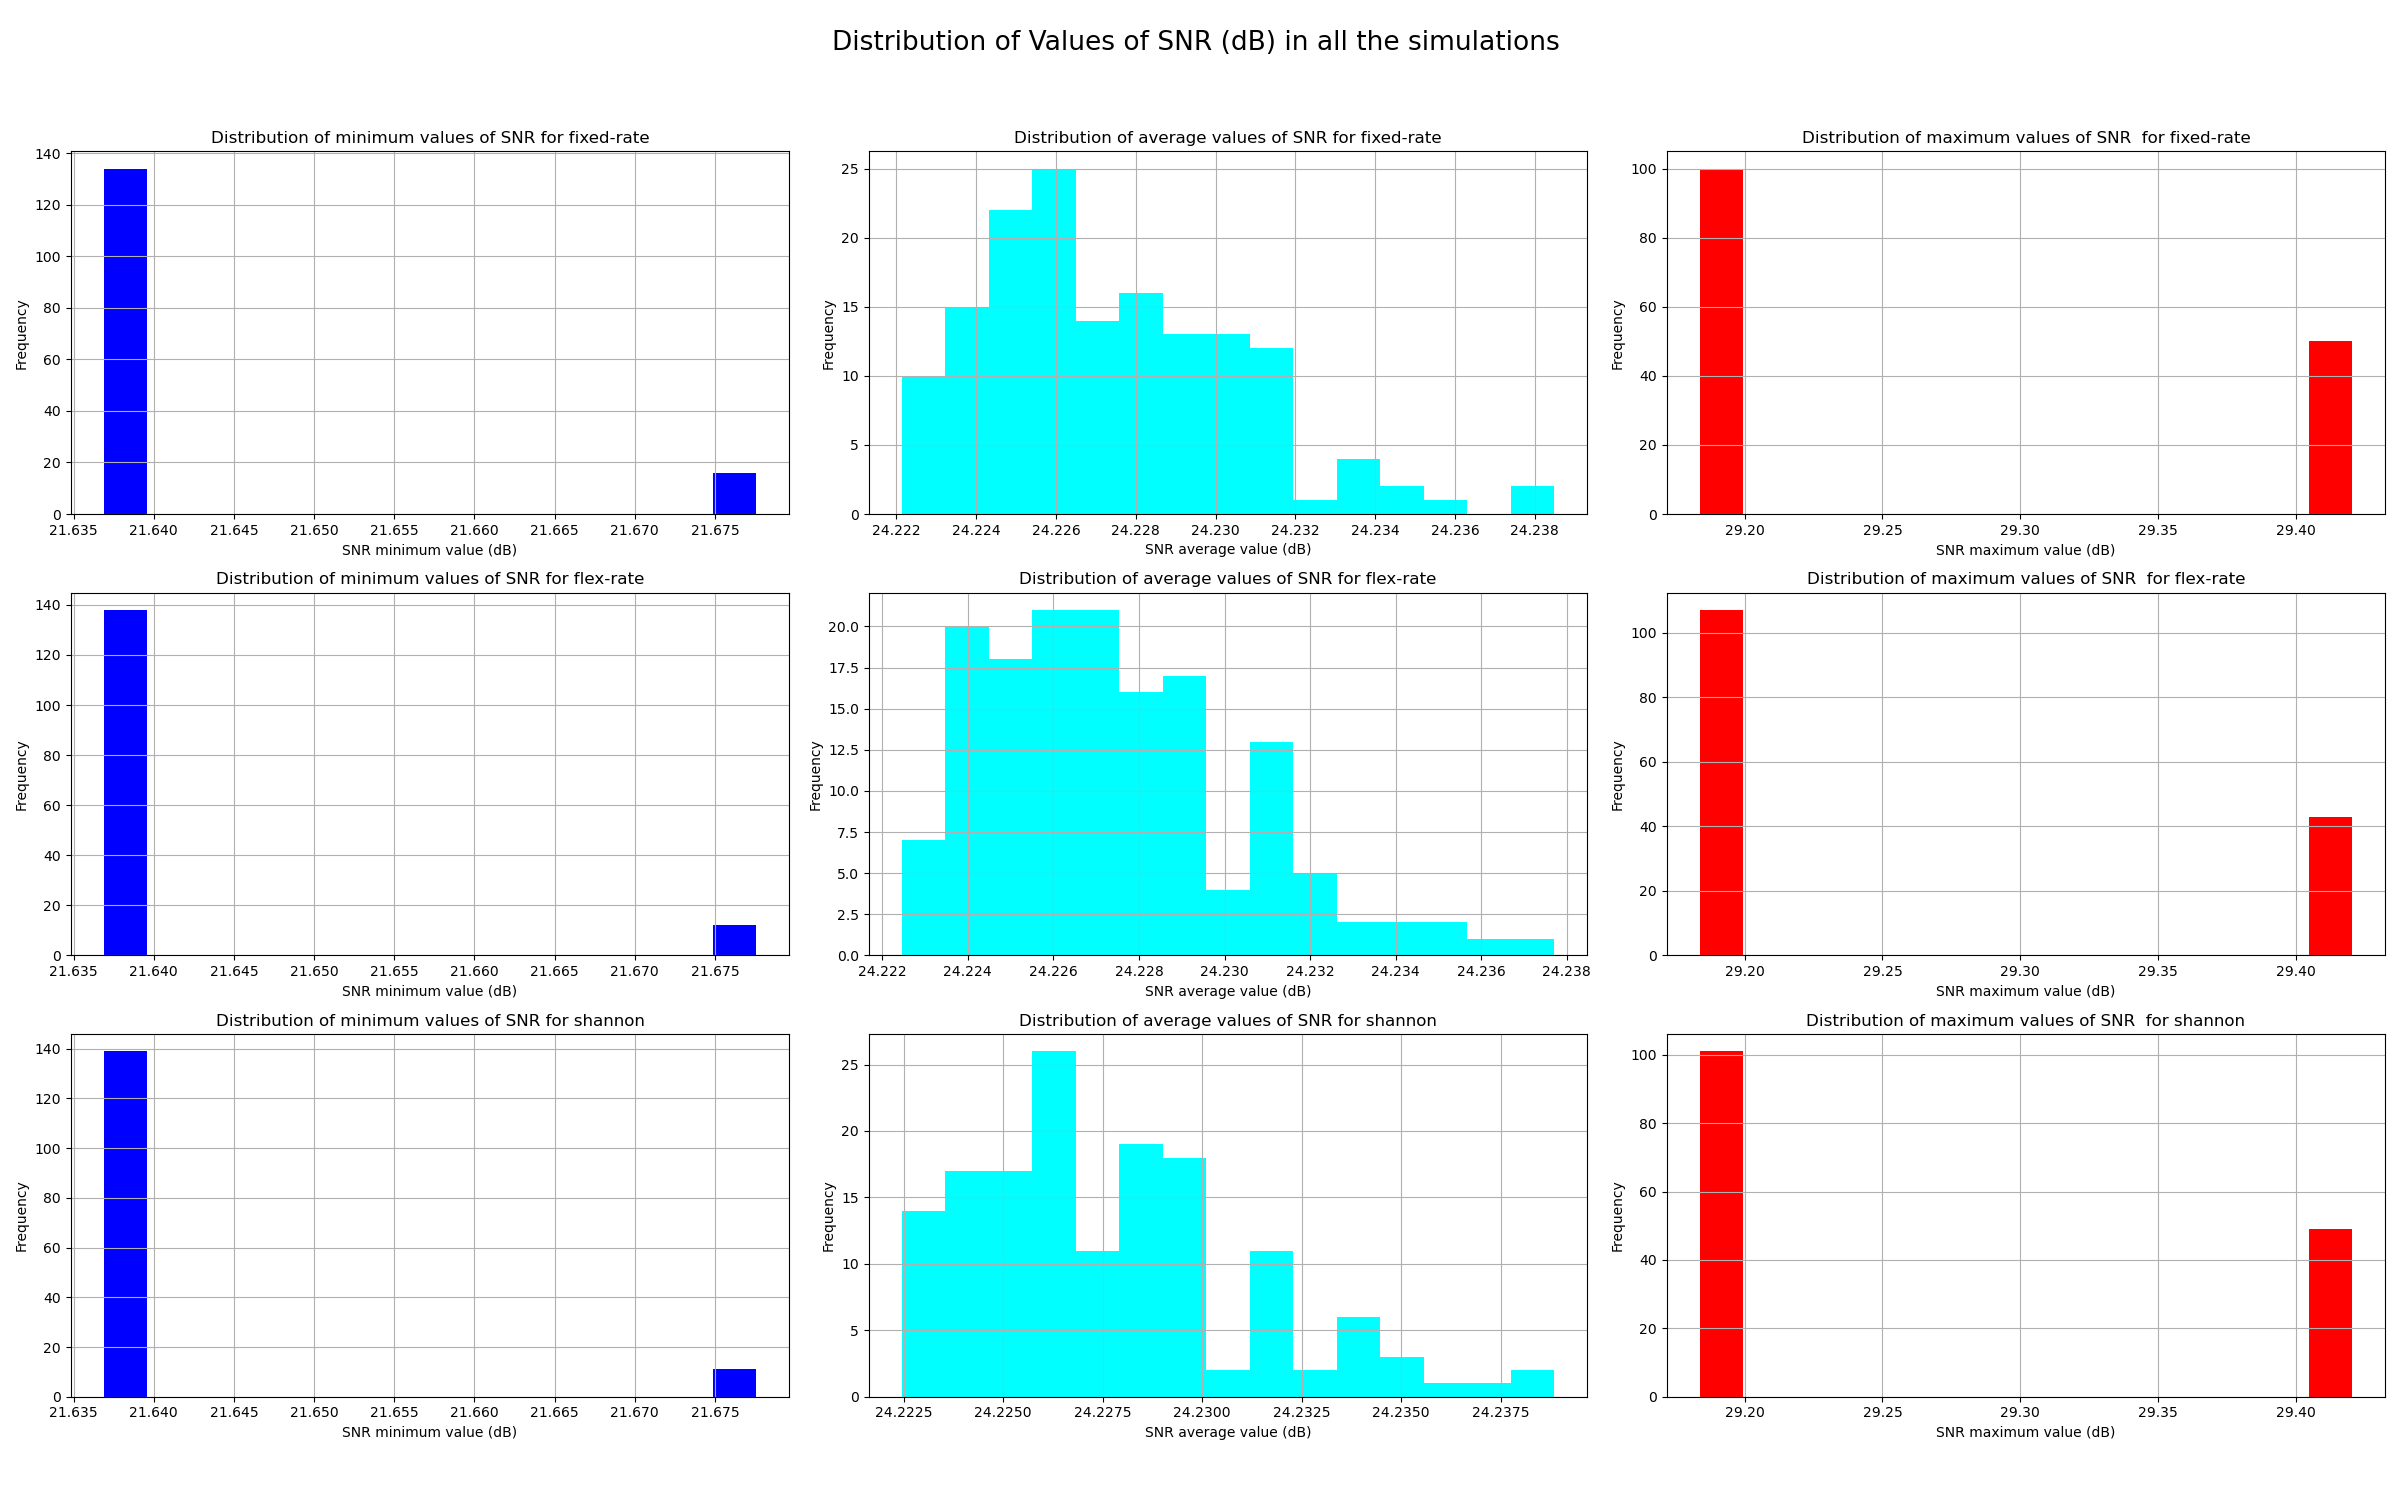 Distribution of Values of SNR (dB) in all the simulations
Distribution of minimum values of SNR for fixed-rate
Frequency
140
120
100
80
60
40
20
0
21.635 21.640 21.645 21.650 21.655 21.660 21.665 21.670 21.675
SNR minimum value (dB)
Distribution of average values of SNR for fixed-rate
Frequency
25
20
15
10
5
0
24.222 24.224 24.226 24.228 24.230 24.232 24.234 24.236 24.238
SNR average value (dB)
Distribution of maximum values of SNR  for fixed-rate
Frequency
100
80
60
40
20
0
29.20 29.25 29.30 29.35 29.40
SNR maximum value (dB)
Distribution of minimum values of SNR for flex-rate
Frequency
140
120
100
80
60
40
20
0
21.635 21.640 21.645 21.650 21.655 21.660 21.665 21.670 21.675
SNR minimum value (dB)
Distribution of average values of SNR for flex-rate
Frequency
20.0
17.5
15.0
12.5
10.0
7.5
5.0
2.5
0.0
24.222 24.224 24.226 24.228 24.230 24.232 24.234 24.236 24.238
SNR average value (dB)
Distribution of maximum values of SNR  for flex-rate
Frequency
100
80
60
40
20
0
29.20 29.25 29.30 29.35 29.40
SNR maximum value (dB)
Distribution of minimum values of SNR for shannon
Frequency
140
120
100
80
60
40
20
0
21.635 21.640 21.645 21.650 21.655 21.660 21.665 21.670 21.675
SNR minimum value (dB)
Distribution of average values of SNR for shannon
Frequency
25
20
15
10
5
0
24.2225 24.2250 24.2275 24.2300 24.2325 24.2350 24.2375
SNR average value (dB)
Distribution of maximum values of SNR  for shannon
Frequency
100
80
60
40
20
0
29.20 29.25 29.30 29.35 29.40
SNR maximum value (dB)